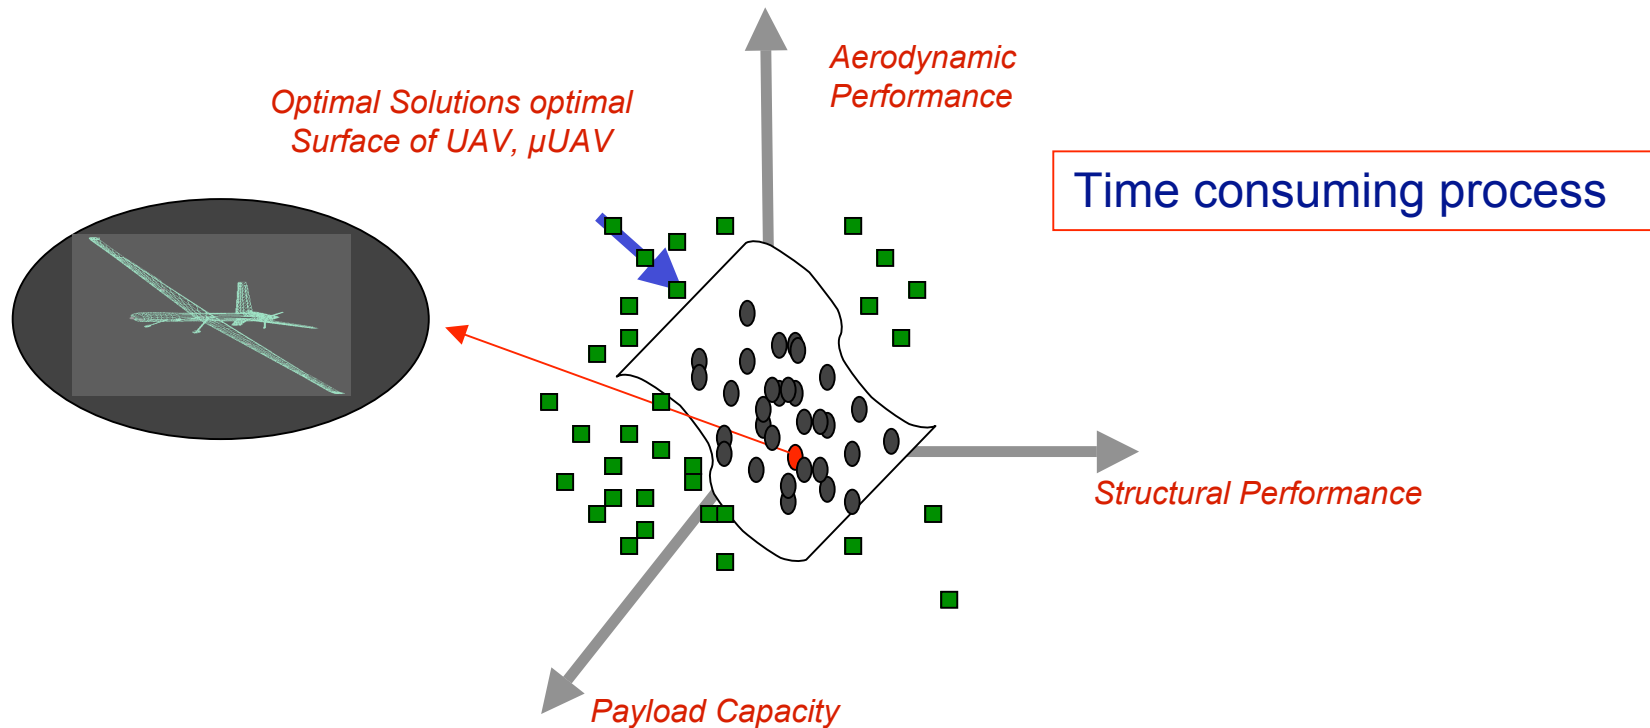 Aerodynamic
Performance
Optimal Solutions optimal
Surface of UAV, μUAV
Time consuming process
Structural Performance
Payload Capacity